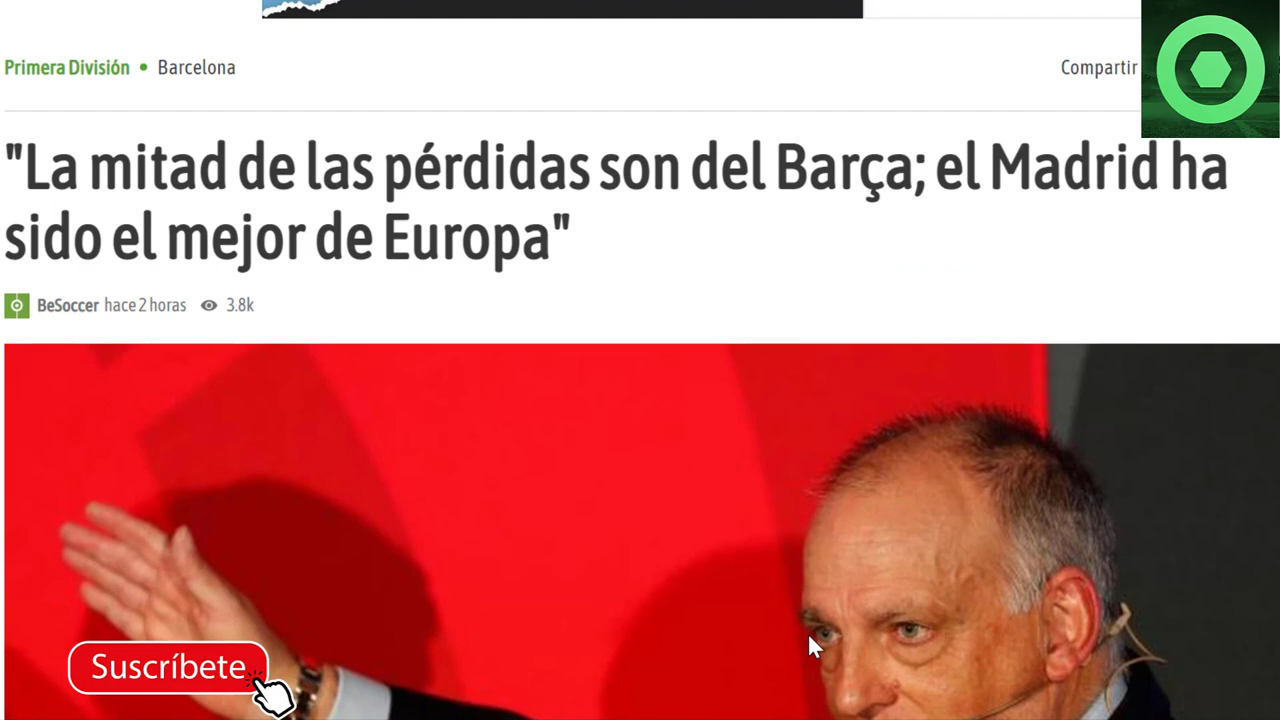 Primera División • Barcelona
Compartir
"La mitad de las pérdidas son del Barça; el Madrid ha
sido el mejor de Europa"
BeSoccer hace 2 horas 3.8k
Suscríbete